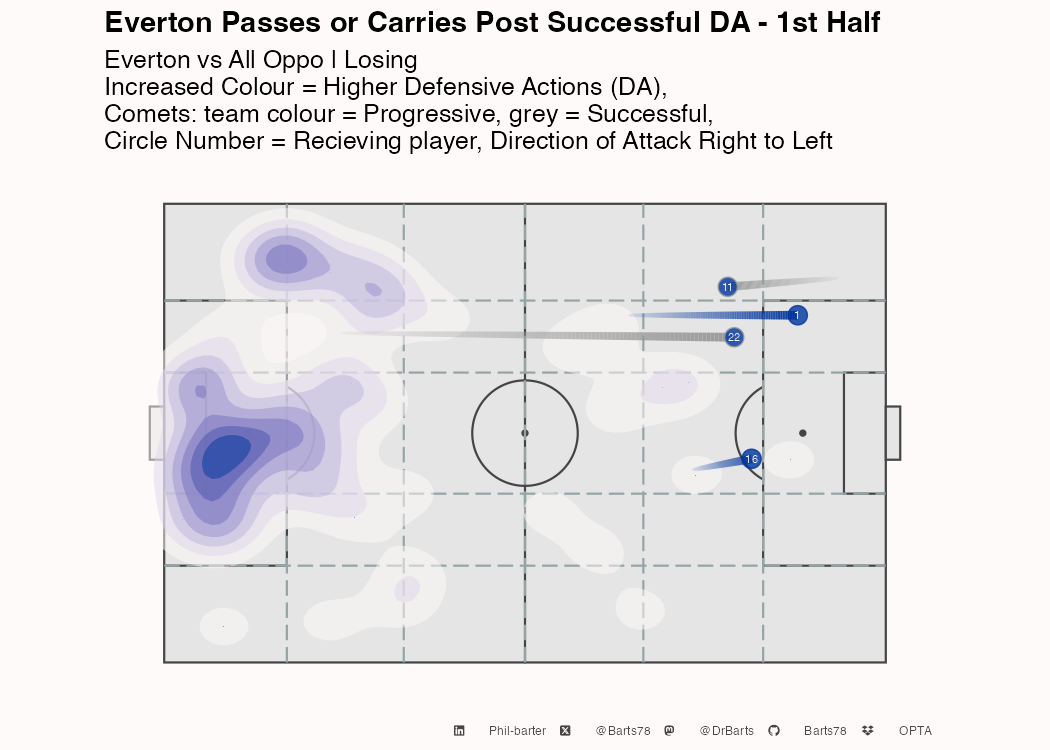 Everton Passes or Carries Post Successful DA - 1st Half
Everton vs All Oppo | Losing
Increased Colour = Higher Defensive Actions (DA),
Comets: team colour = Progressive, grey = Successful,
Circle Number = Recieving player, Direction of Attack Right to Left
11
1
22
16
Phil-barter @Barts78 @DrBarts Barts78 OPTA